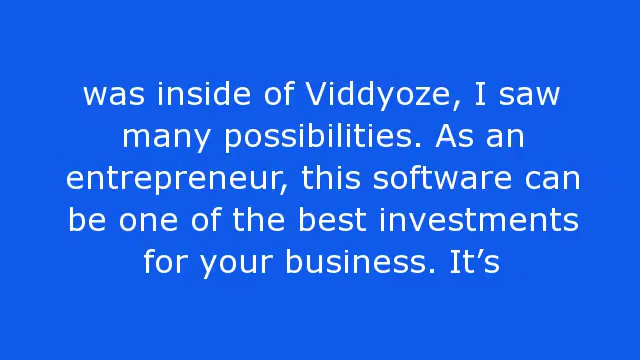 was inside of Viddyoze, I saw
many possibilities. As an
entrepreneur, this software can
be one of the best investments
for your business. It’s